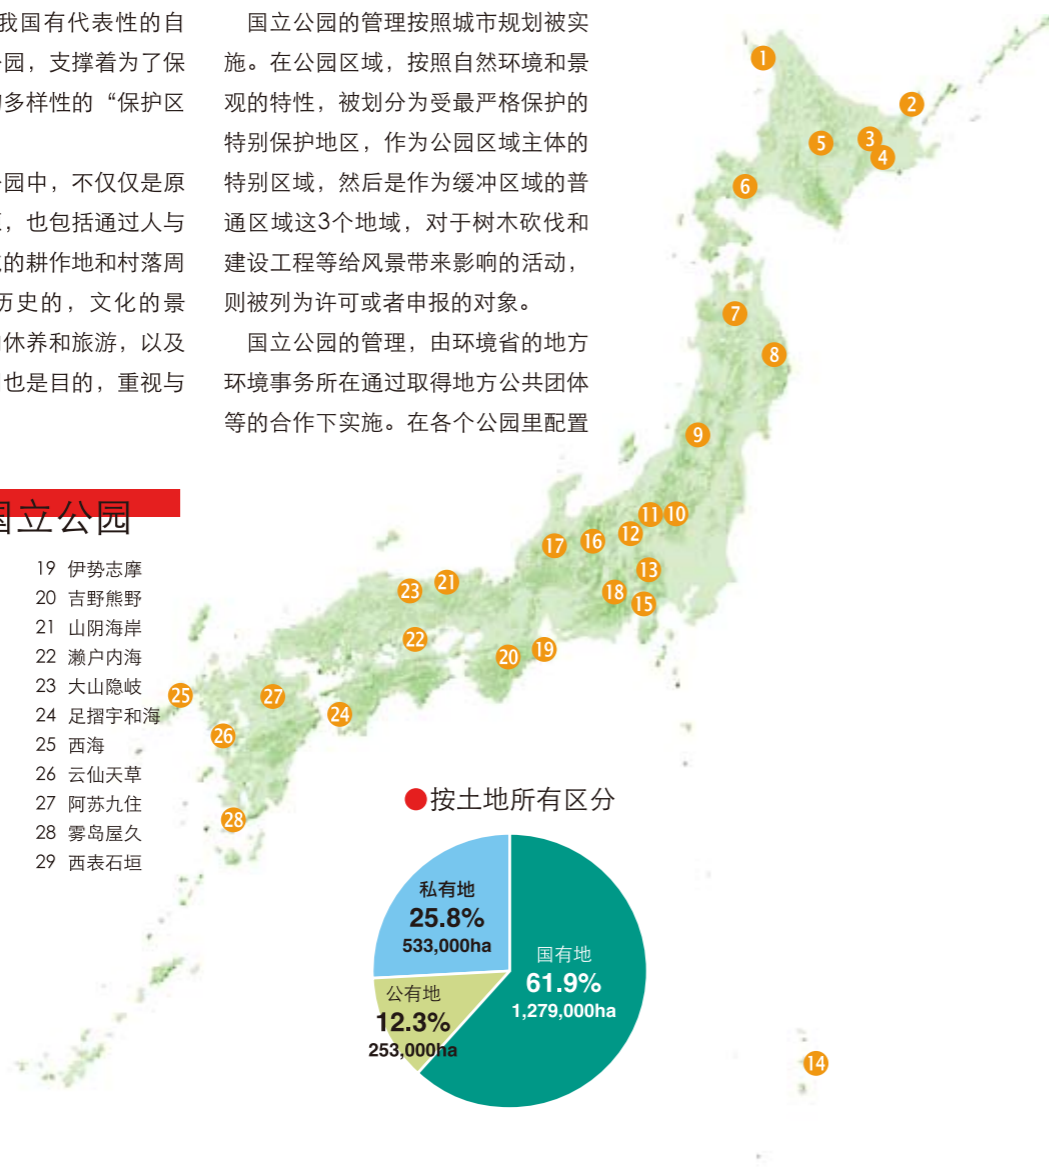 我国有代表性的自
园，支撑着为了保
多样性的“保护区
园中，不仅仅是原
，也包括通过人与
的耕作地和村落周
历史的，文化的景
休养和旅游，以及
也是目的，重视与
国立公园的管理按照城市规划被实
施。在公园区域，按照自然环境和景
观的特性，被划分为受最严格保护的
特别保护地区，作为公园区域主体的
特别区域，然后是作为缓冲区域的普
通区域这3个地域，对于树木砍伐和
建设工程等给风景带来影响的活动，
则被列为许可或者申报的对象。
国立公园的管理，由环境省的地方
环境事务所在通过取得地方公共团体
等的合作下实施。在各个公园里配置
国立公园
19 伊势志摩
20 吉野熊野
21 山阴海岸
22 濑户内海
23 大山隐岐
24 足摺宇和海
25 西海
26 云仙天草
27 阿苏九住
28 雾岛屋久
29 西表石垣
1
2
3
4
5
6
7
8
9
11 10
12
16
17
13
18
15
21
23
22
19
20
25
27
24
26
28
14
●按土地所有区分
私有地
25.8%
533,000ha
国有地
61.9%
1,279,000ha
公有地
12.3%
253,000ha